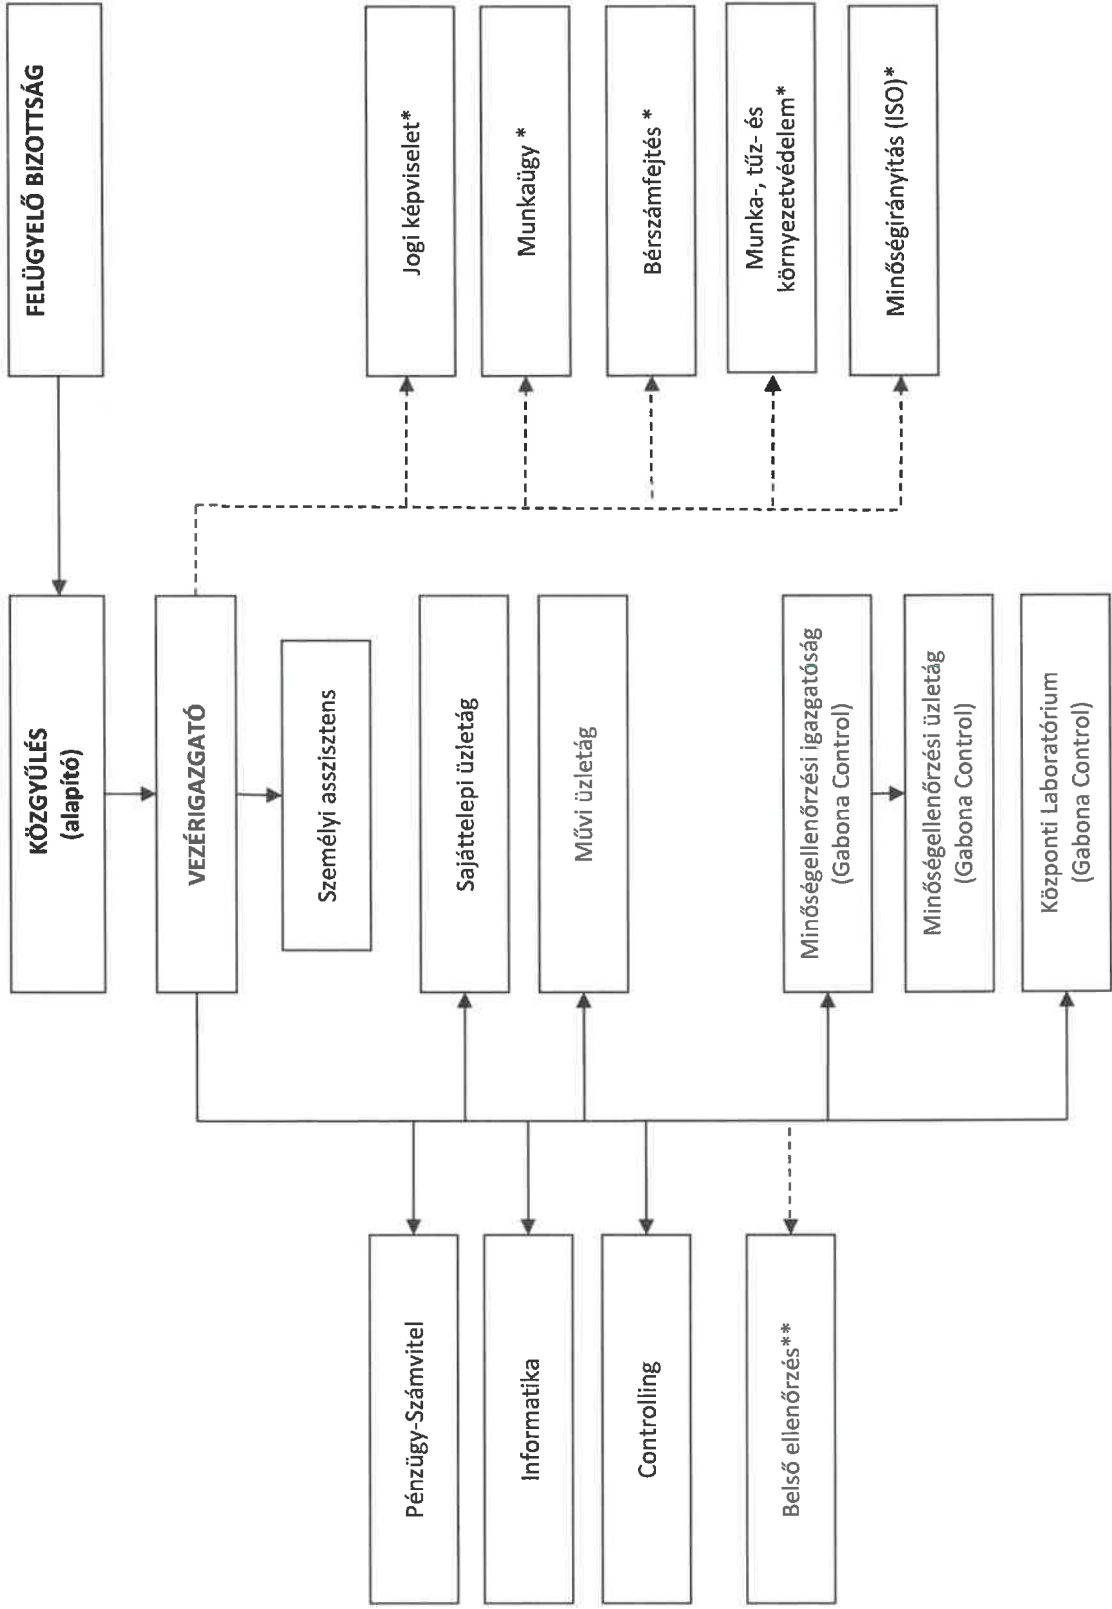 KÖZGYŰLÉS
(alapító)
FELÜGYELŐ BIZOTTSÁG
VEZÉRIGAZGATÓ
Személyi asszisztens
Pénzügy-Számvitel
Informatika
Controlling
Belső ellenőrzés**
Sajáttelepi üzletág
Művi üzletág
Minőségellenőrzési igazgatóság
(Gabona Control)
Minőségellenőrzési üzletág
(Gabona Control)
Központi Laboratórium
(Gabona Control)
Jogi képviselet*
Munkaügy *
Bérszámfejtés *
Munka-, tűz- és
környezetvédelem*
Minőségirányítás (ISO)*